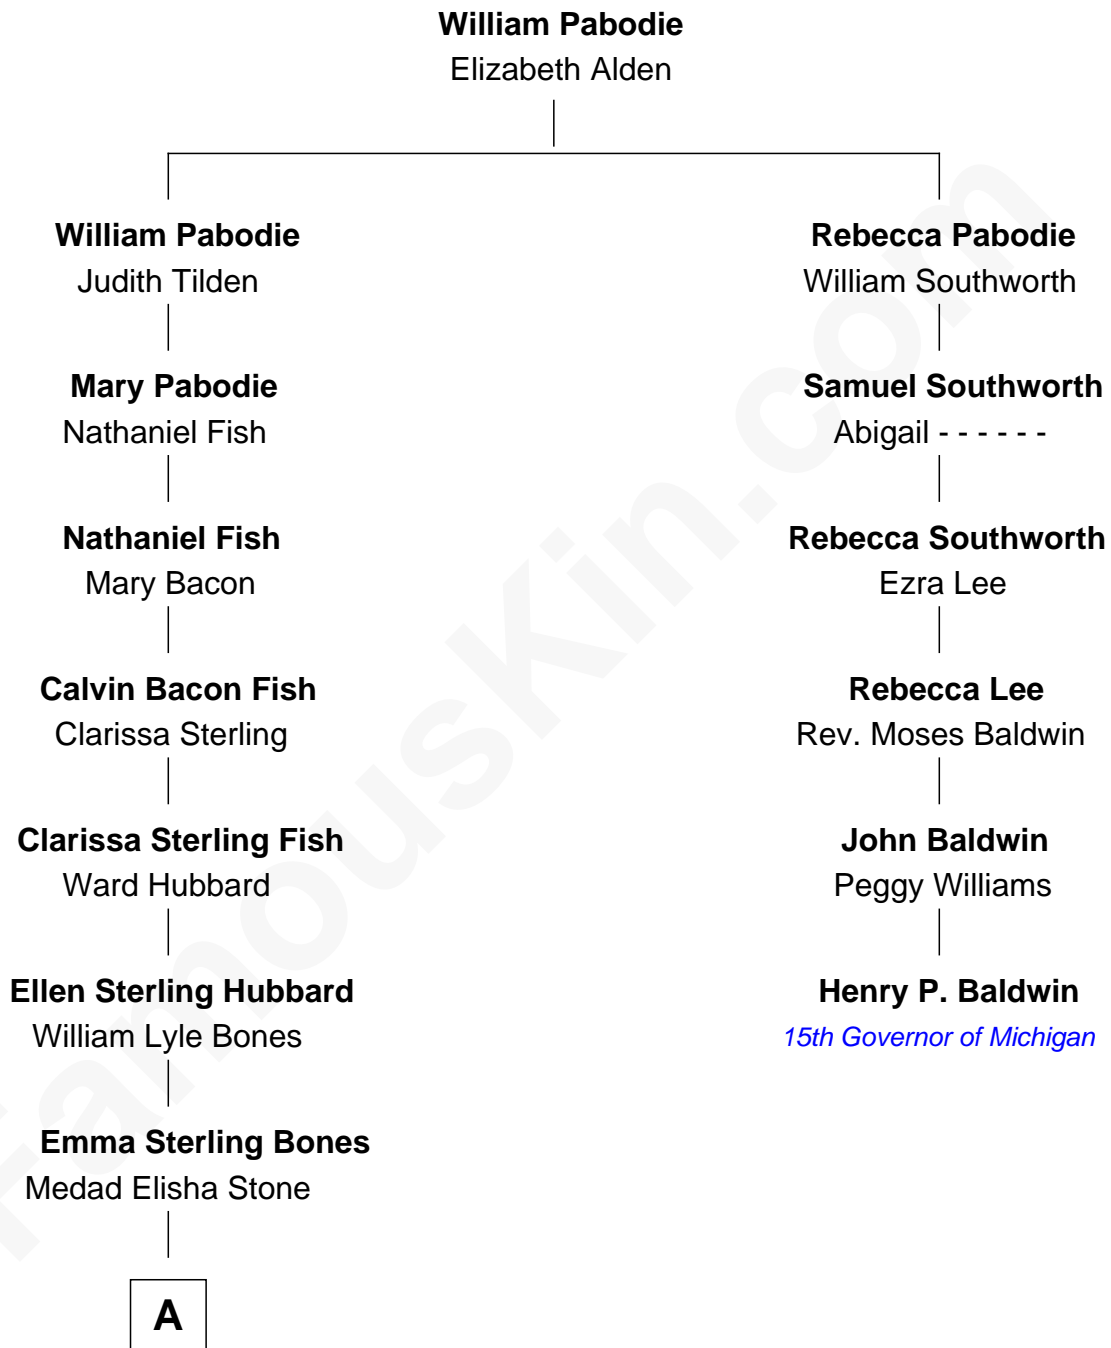 William Pabodie
Elizabeth Alden
William Pabodie
Judith Tilden
Mary Pabodie
Nathaniel Fish
Nathaniel Fish
Mary Bacon
Calvin Bacon Fish
Clarissa Sterling
Clarissa Sterling Fish
Ward Hubbard
Ellen Sterling Hubbard
William Lyle Bones
Emma Sterling Bones
Medad Elisha Stone
A
Rebecca Pabodie
William Southworth
Samuel Southworth
Abigail - - - - - -
Rebecca Southworth
Ezra Lee
Rebecca Lee
Rev. Moses Baldwin
John Baldwin
Peggy Williams
Henry P. Baldwin
15th Governor of Michigan
FamousKin.com